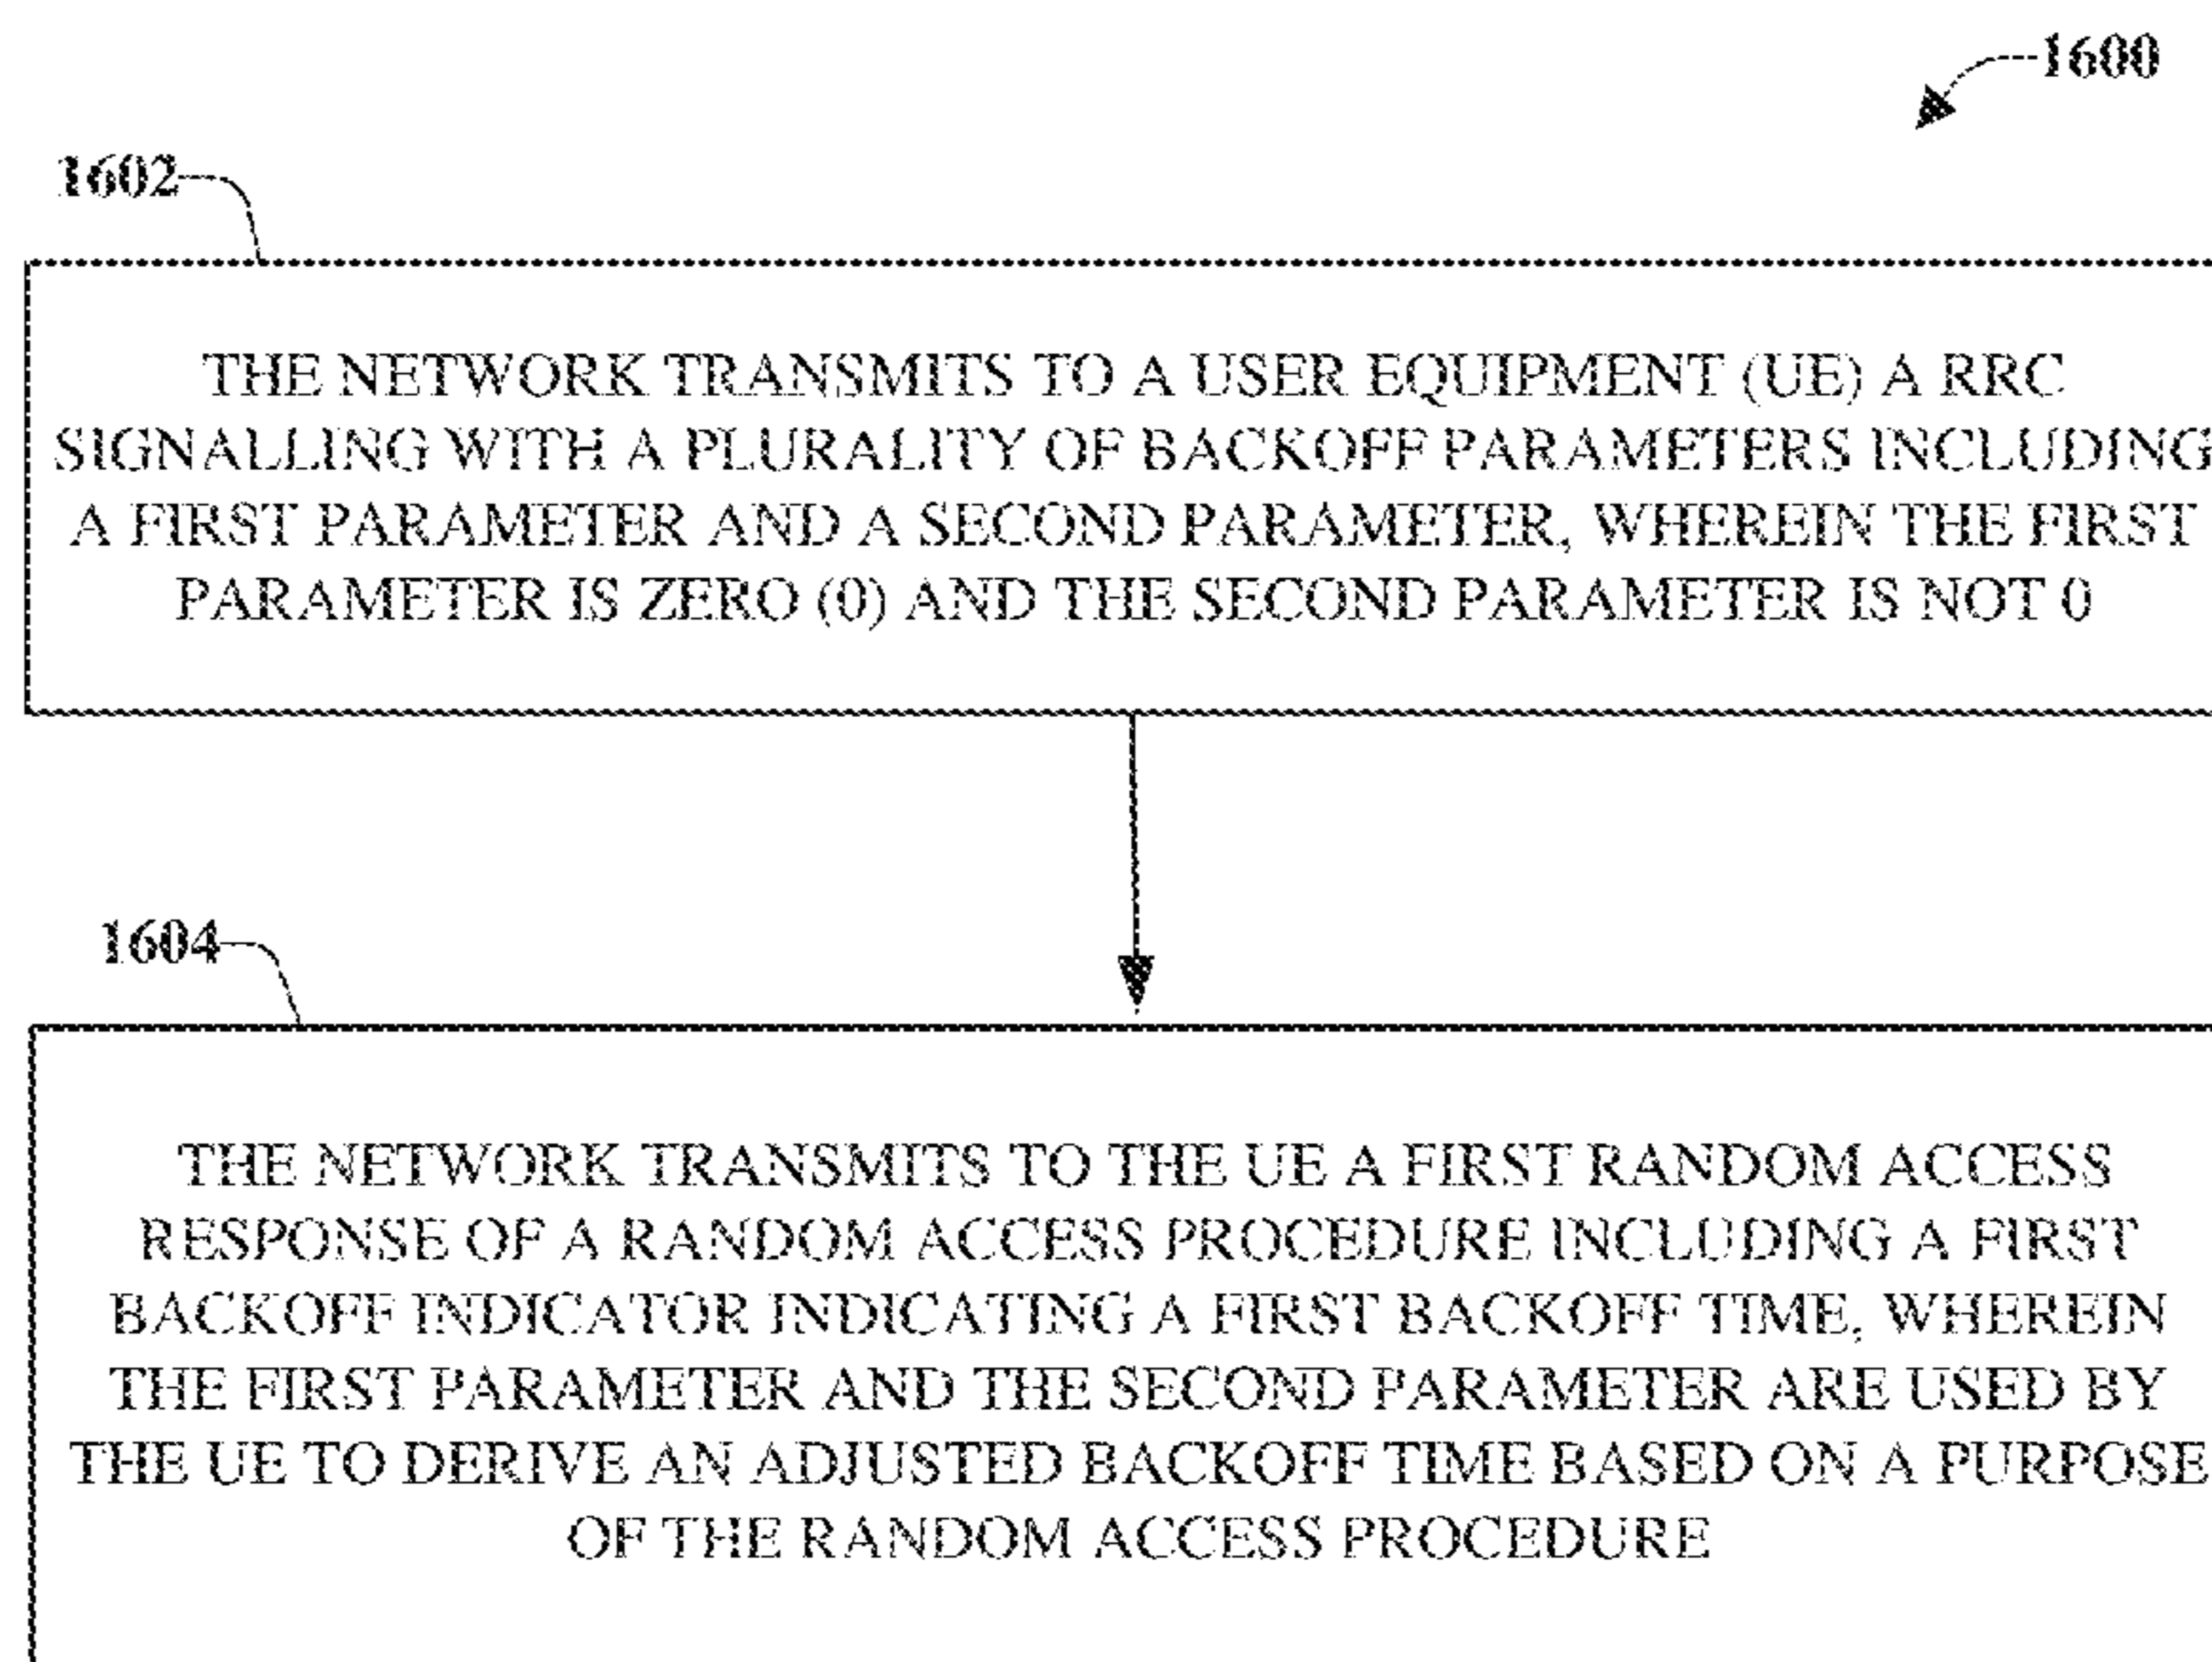 1600
1602
THE NETWORK TRANSMITS TO A USER EQUIPMENT (UE) A RRC
SIGNALLING WITH A PLURALITY OF BACKOFF PARAMETERS INCLUDING
A FIRST PARAMETER AND A SECOND PARAMETER, WHEREIN THE FIRST
PARAMETER IS ZERO (0) AND THE SECOND PARAMETER IS NOT 0
1604
THE NETWORK TRANSMITS TO THE UE A FIRST RANDOM ACCESS
RESPONSE OF A RANDOM ACCESS PROCEDURE INCLUDING A FIRST
BACKOFF INDICATOR INDICATING A FIRST BACKOFF TIME, WHEREIN
THE FIRST PARAMETER AND THE SECOND PARAMETER ARE USED BY
THE UE TO DERIVE AN ADJUSTED BACKOFF TIME BASED ON A PURPOSE
OF THE RANDOM ACCESS PROCEDURE